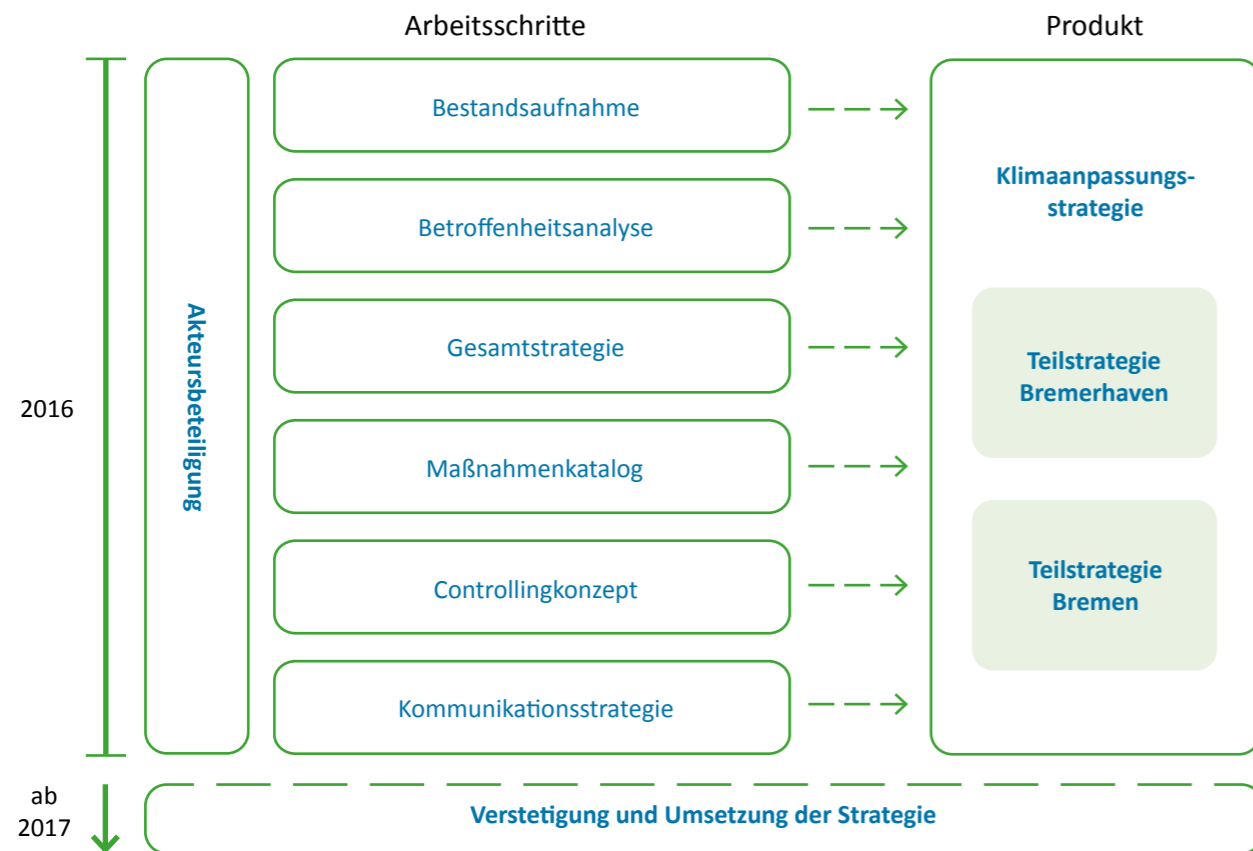 Arbeitsschritte
Produkt
2016
Akteursbeteiligung
Bestandsaufnahme
Betroffenheitsanalyse
Gesamtstrategie
Maßnahmenkatalog
Controllingkonzept
Kommunikationsstrategie
Klimaanpassungs-
strategie
Teilstrategie
Bremerhaven
Teilstrategie
Bremen
ab
2017
Verstetigung und Umsetzung der Strategie